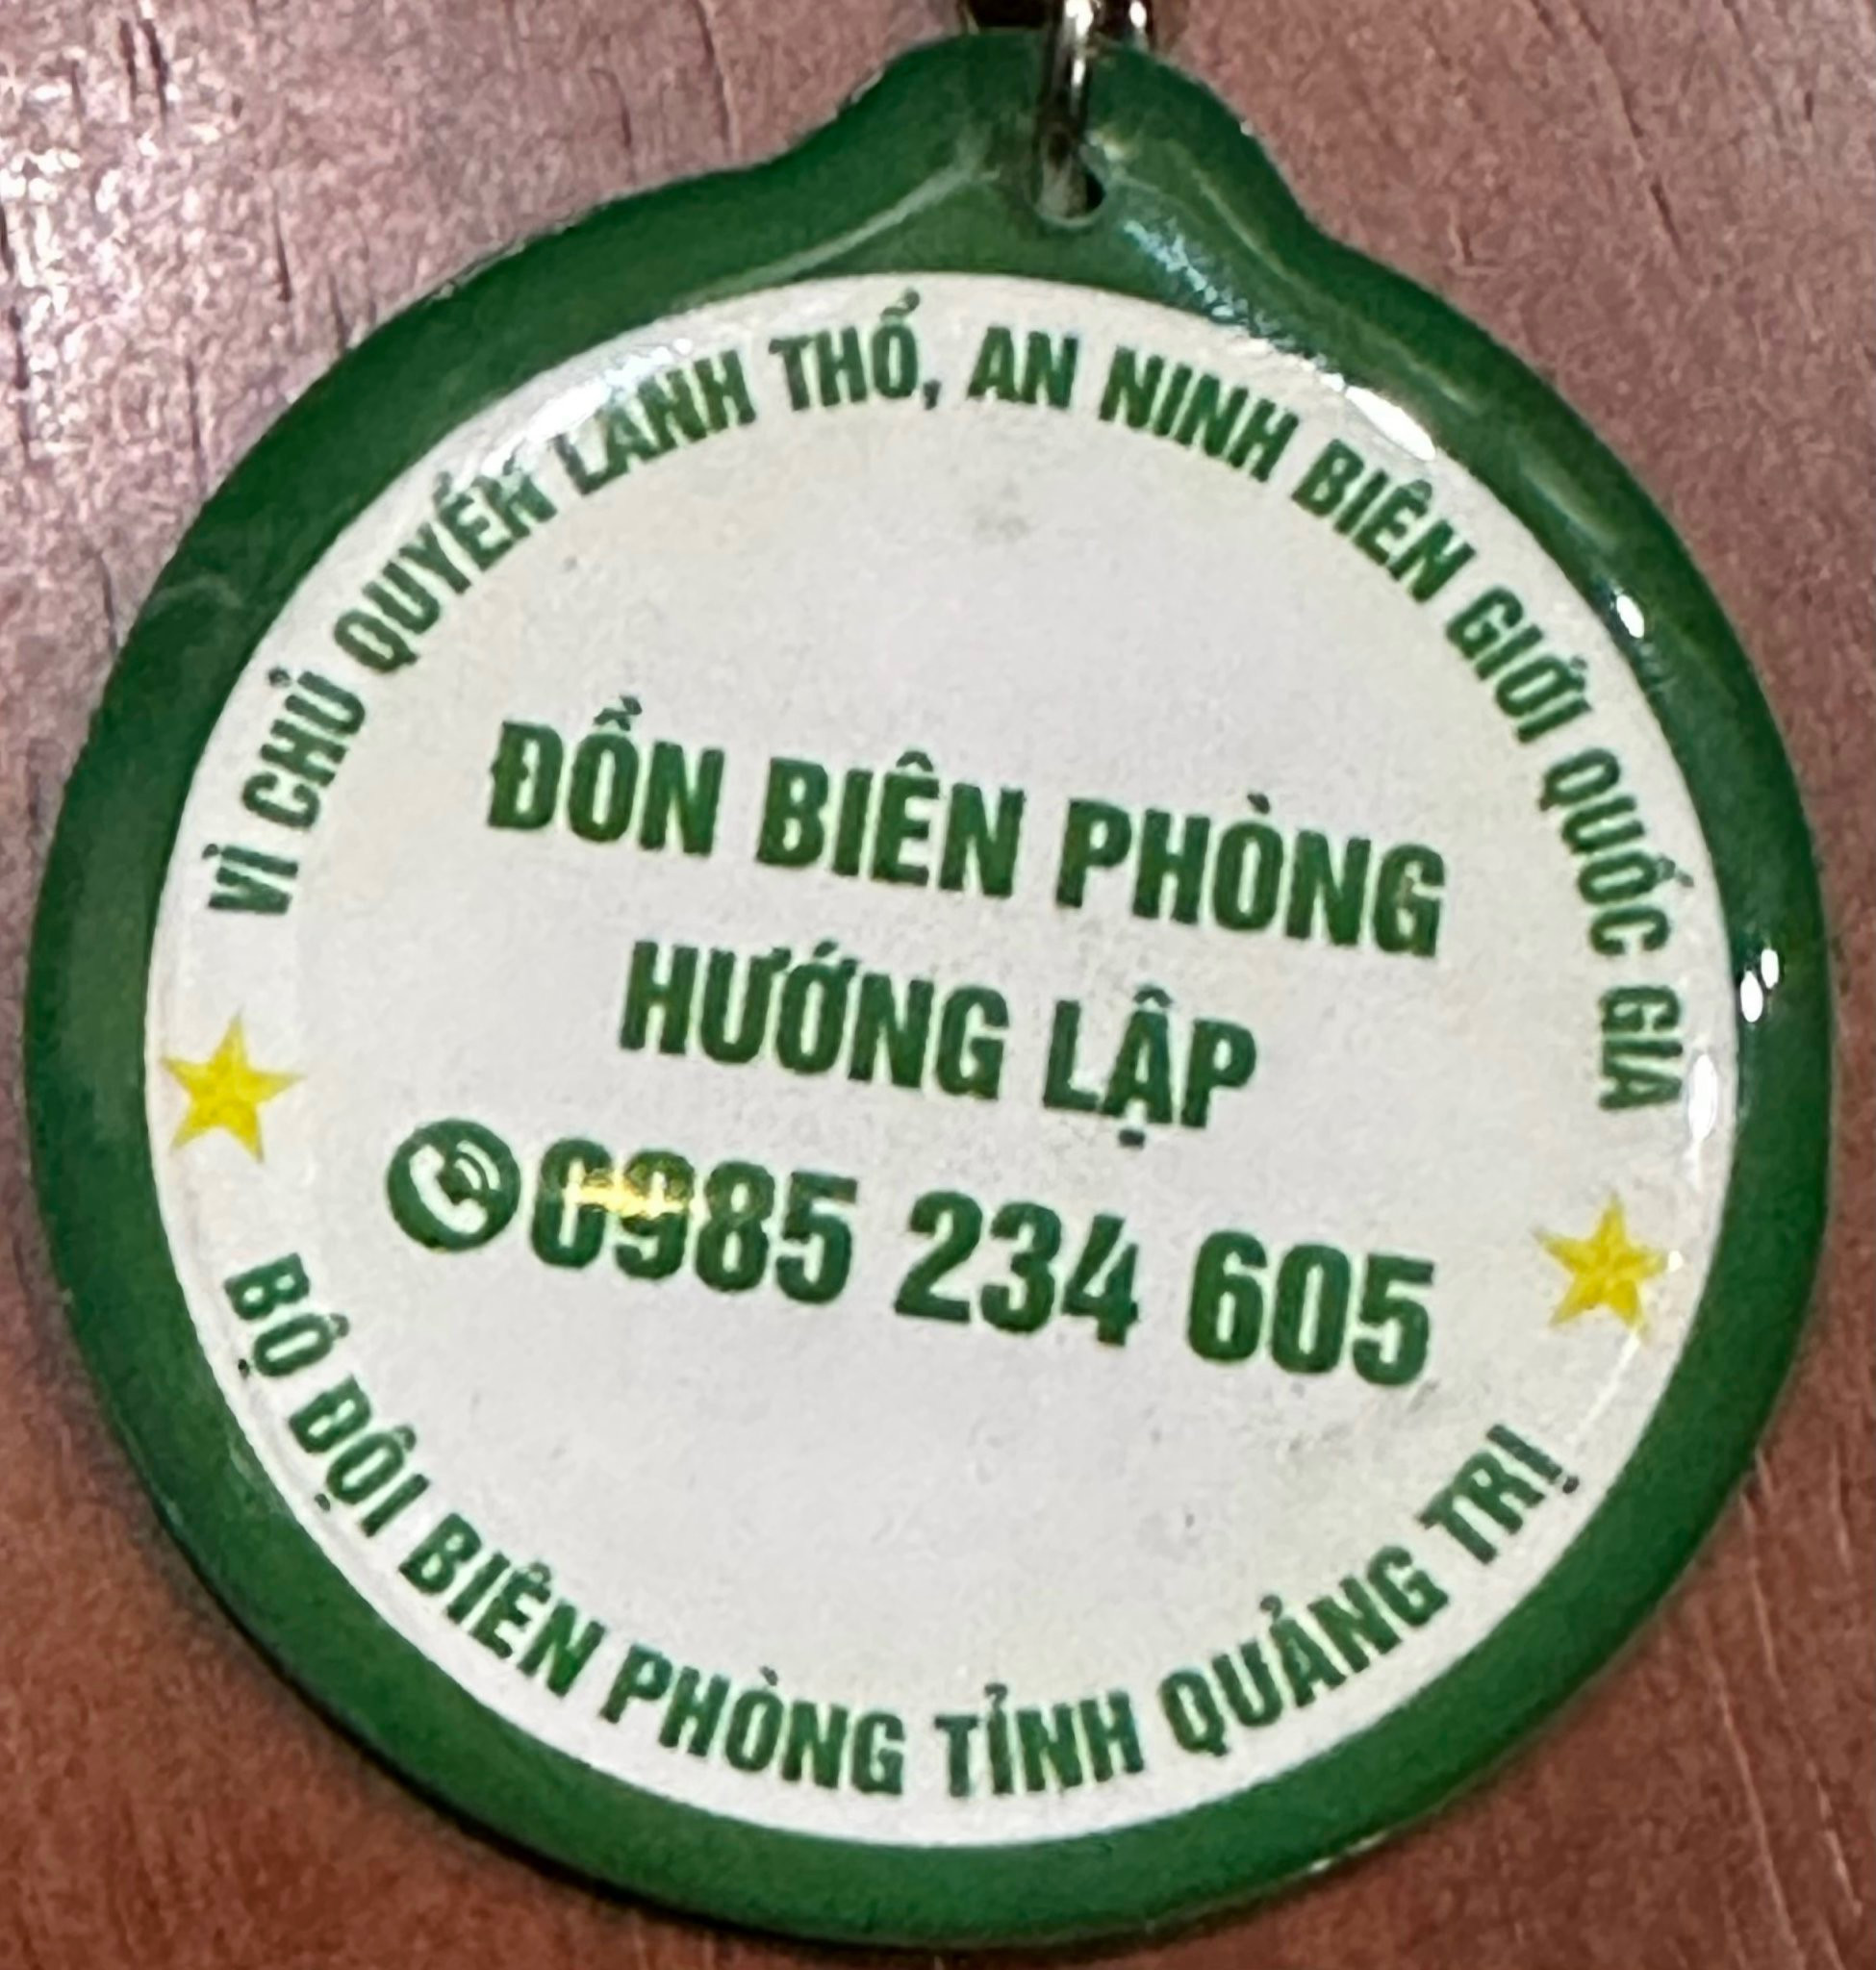 VÌ CHỦ QUYỀN LÃNH THỔ, AN NINH BIÊN GIỚI QUỐC GIA
ĐỒN BIÊN PHÒNG
HƯỚNG LẬP
0985 234 605
BỘ ĐỘI BIÊN PHÒNG TỈNH QUẢNG TRỊ